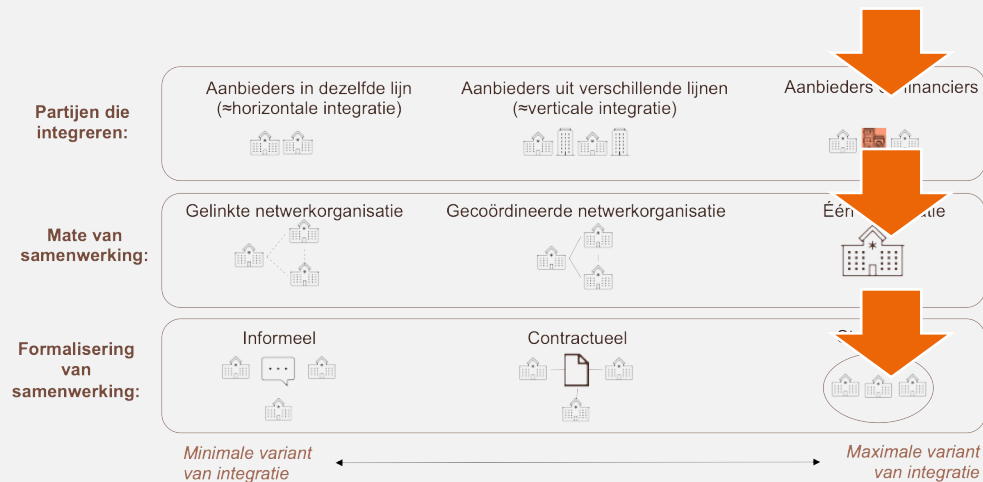 Partijen die
integreren:
Aanbieders in dezelfde lijn
(≈horizontale integratie)
Aanbieders uit verschillende lijnen
(≈verticale integratie)
Aanbieders financiers
Mate van
samenwerking:
Gelinkte netwerkorganisatie
Gecoördineerde netwerkorganisatie
Één
Formalisering
van
samenwerking:
Informeel
Contractueel
Minimale variant
van integratie
Maximale variant
van integratie